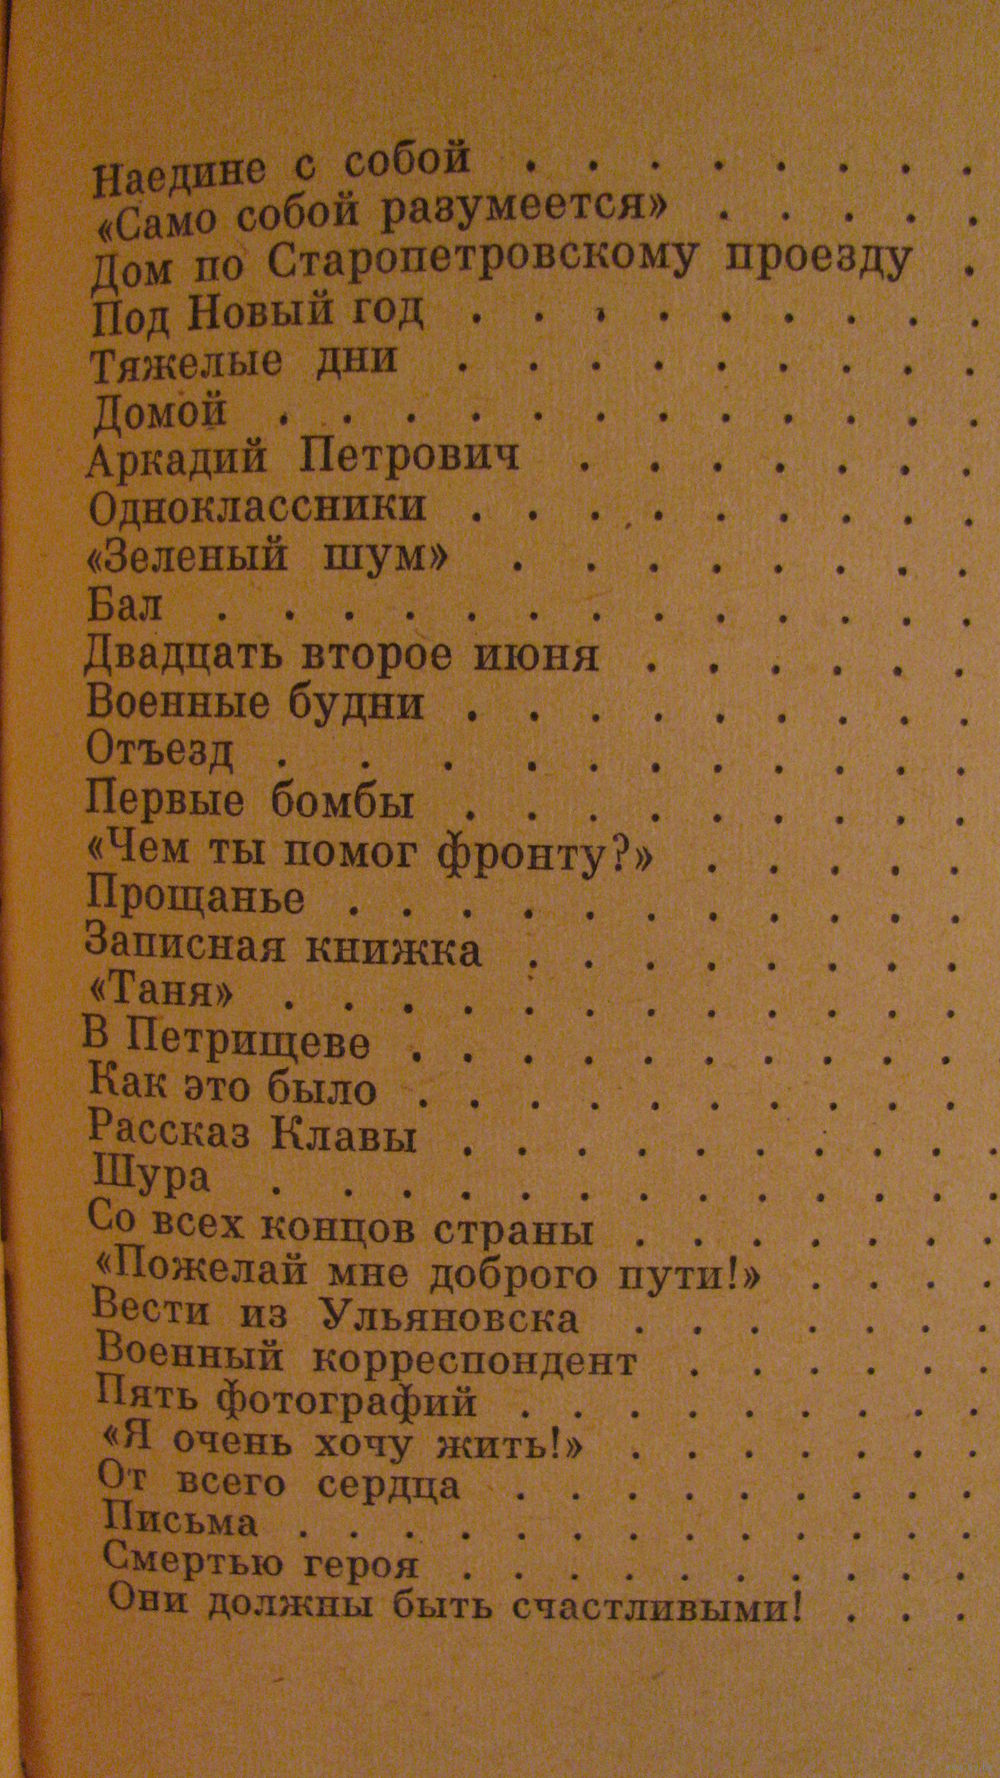 Наедине с собой . . . . . . . .
«Само собой разумеется» . . . . .
Дом по Старопетровскому проезду .
Под Новый год . . . . . . . . .
Тяжелые дни . . . . . . . . .
Домой . . . . . . . . . . . .
Аркадий Петрович . . . . . . .
Одноклассники . . . . . . . . .
«Зеленый шум» . . . . . . . .
Бал . . . . . . . . . . . . .
Двадцать второе июня . . . . . .
Военные будни . . . . . . . . .
Отъезд . . . . . . . . . . .
Первые бомбы . . . . . . . . .
«Чем ты помог фронту?» . . . . .
Прощанье . . . . . . . . . . .
Записная книжка . . . . . . . .
«Таня» . . . . . . . . . . . .
В Петрищеве . . . . . . . . . .
Как это было . . . . . . . . . .
Рассказ Клавы . . . . . . . . . .
Шура . . . . . . . . . . . . .
Со всех концов страны . . . . . . .
«Пожелай мне доброго пути!» . . . .
Вести из Ульяновска . . . . . . .
Военный корреспондент . . . . . .
Пять фотографий . . . . . . . . .
«Я очень хочу жить!» . . . . . . .
От всего сердца . . . . . . . . .
Письма . . . . . . . . . . . . .
Смертью героя . . . . . . . . . .
Они должны быть счастливыми! . . .